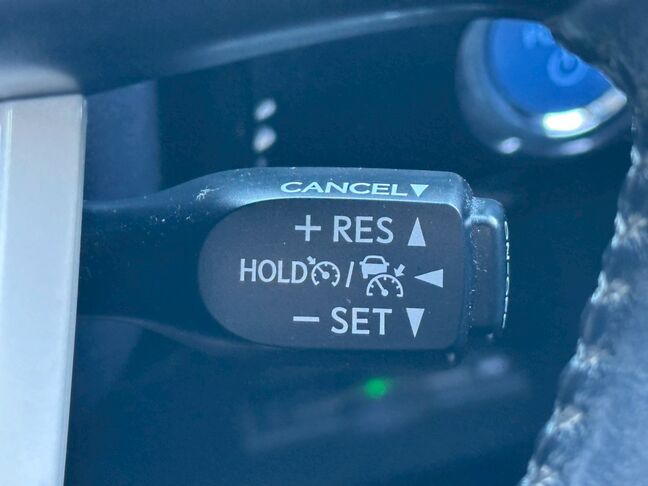 CANCEL▼
+ RES ▲
HOLD / ◀
− SET ▼